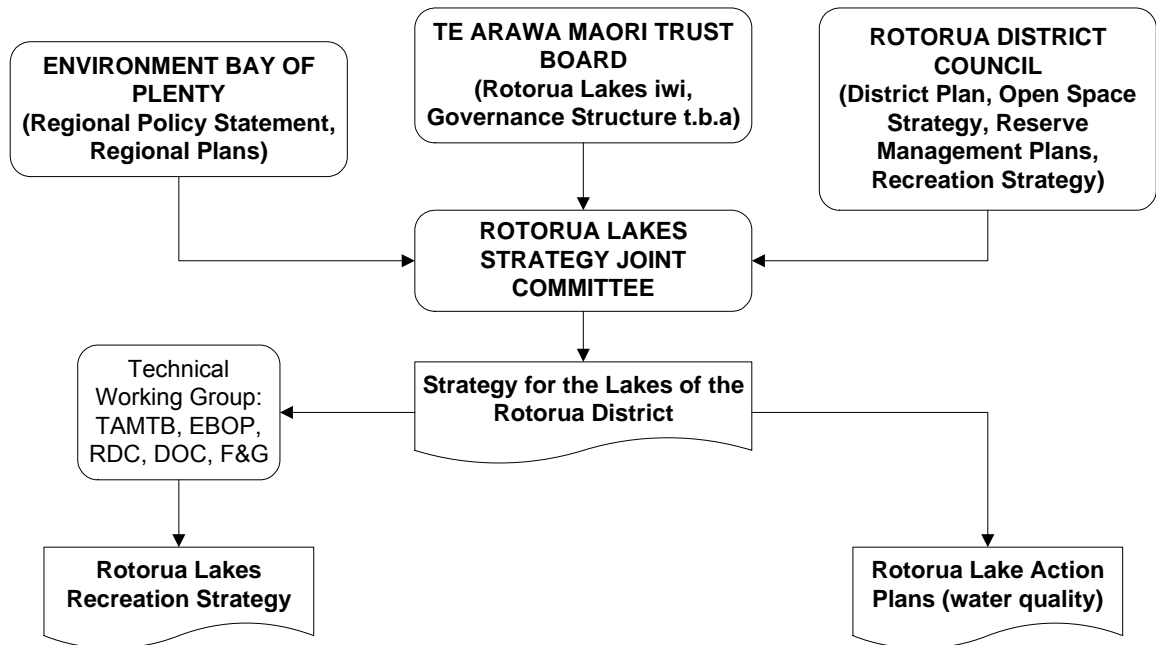 ENVIRONMENT BAY OF
PLENTY
(Regional Policy Statement,
Regional Plans)
TE ARAWA MAORI TRUST
BOARD
(Rotorua Lakes iwi,
Governance Structure t.b.a)
ROTORUA DISTRICT
COUNCIL
(District Plan, Open Space
Strategy, Reserve
Management Plans,
Recreation Strategy)
ROTORUA LAKES
STRATEGY JOINT
COMMITTEE
Technical
Working Group:
TAMTB, EBOP,
RDC, DOC, F&G
Strategy for the Lakes of the
Rotorua District
Rotorua Lakes
Recreation Strategy
Rotorua Lake Action
Plans (water quality)